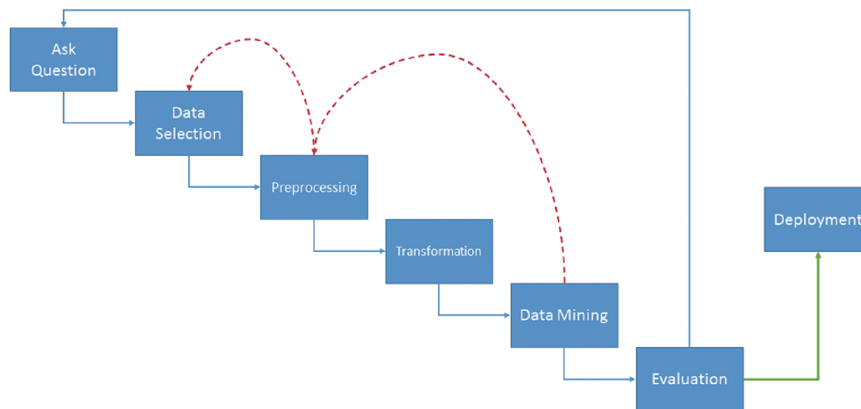 Ask
Question
Data
Selection
Preprocessing
Transformation
Data Mining
Evaluation
Deployment